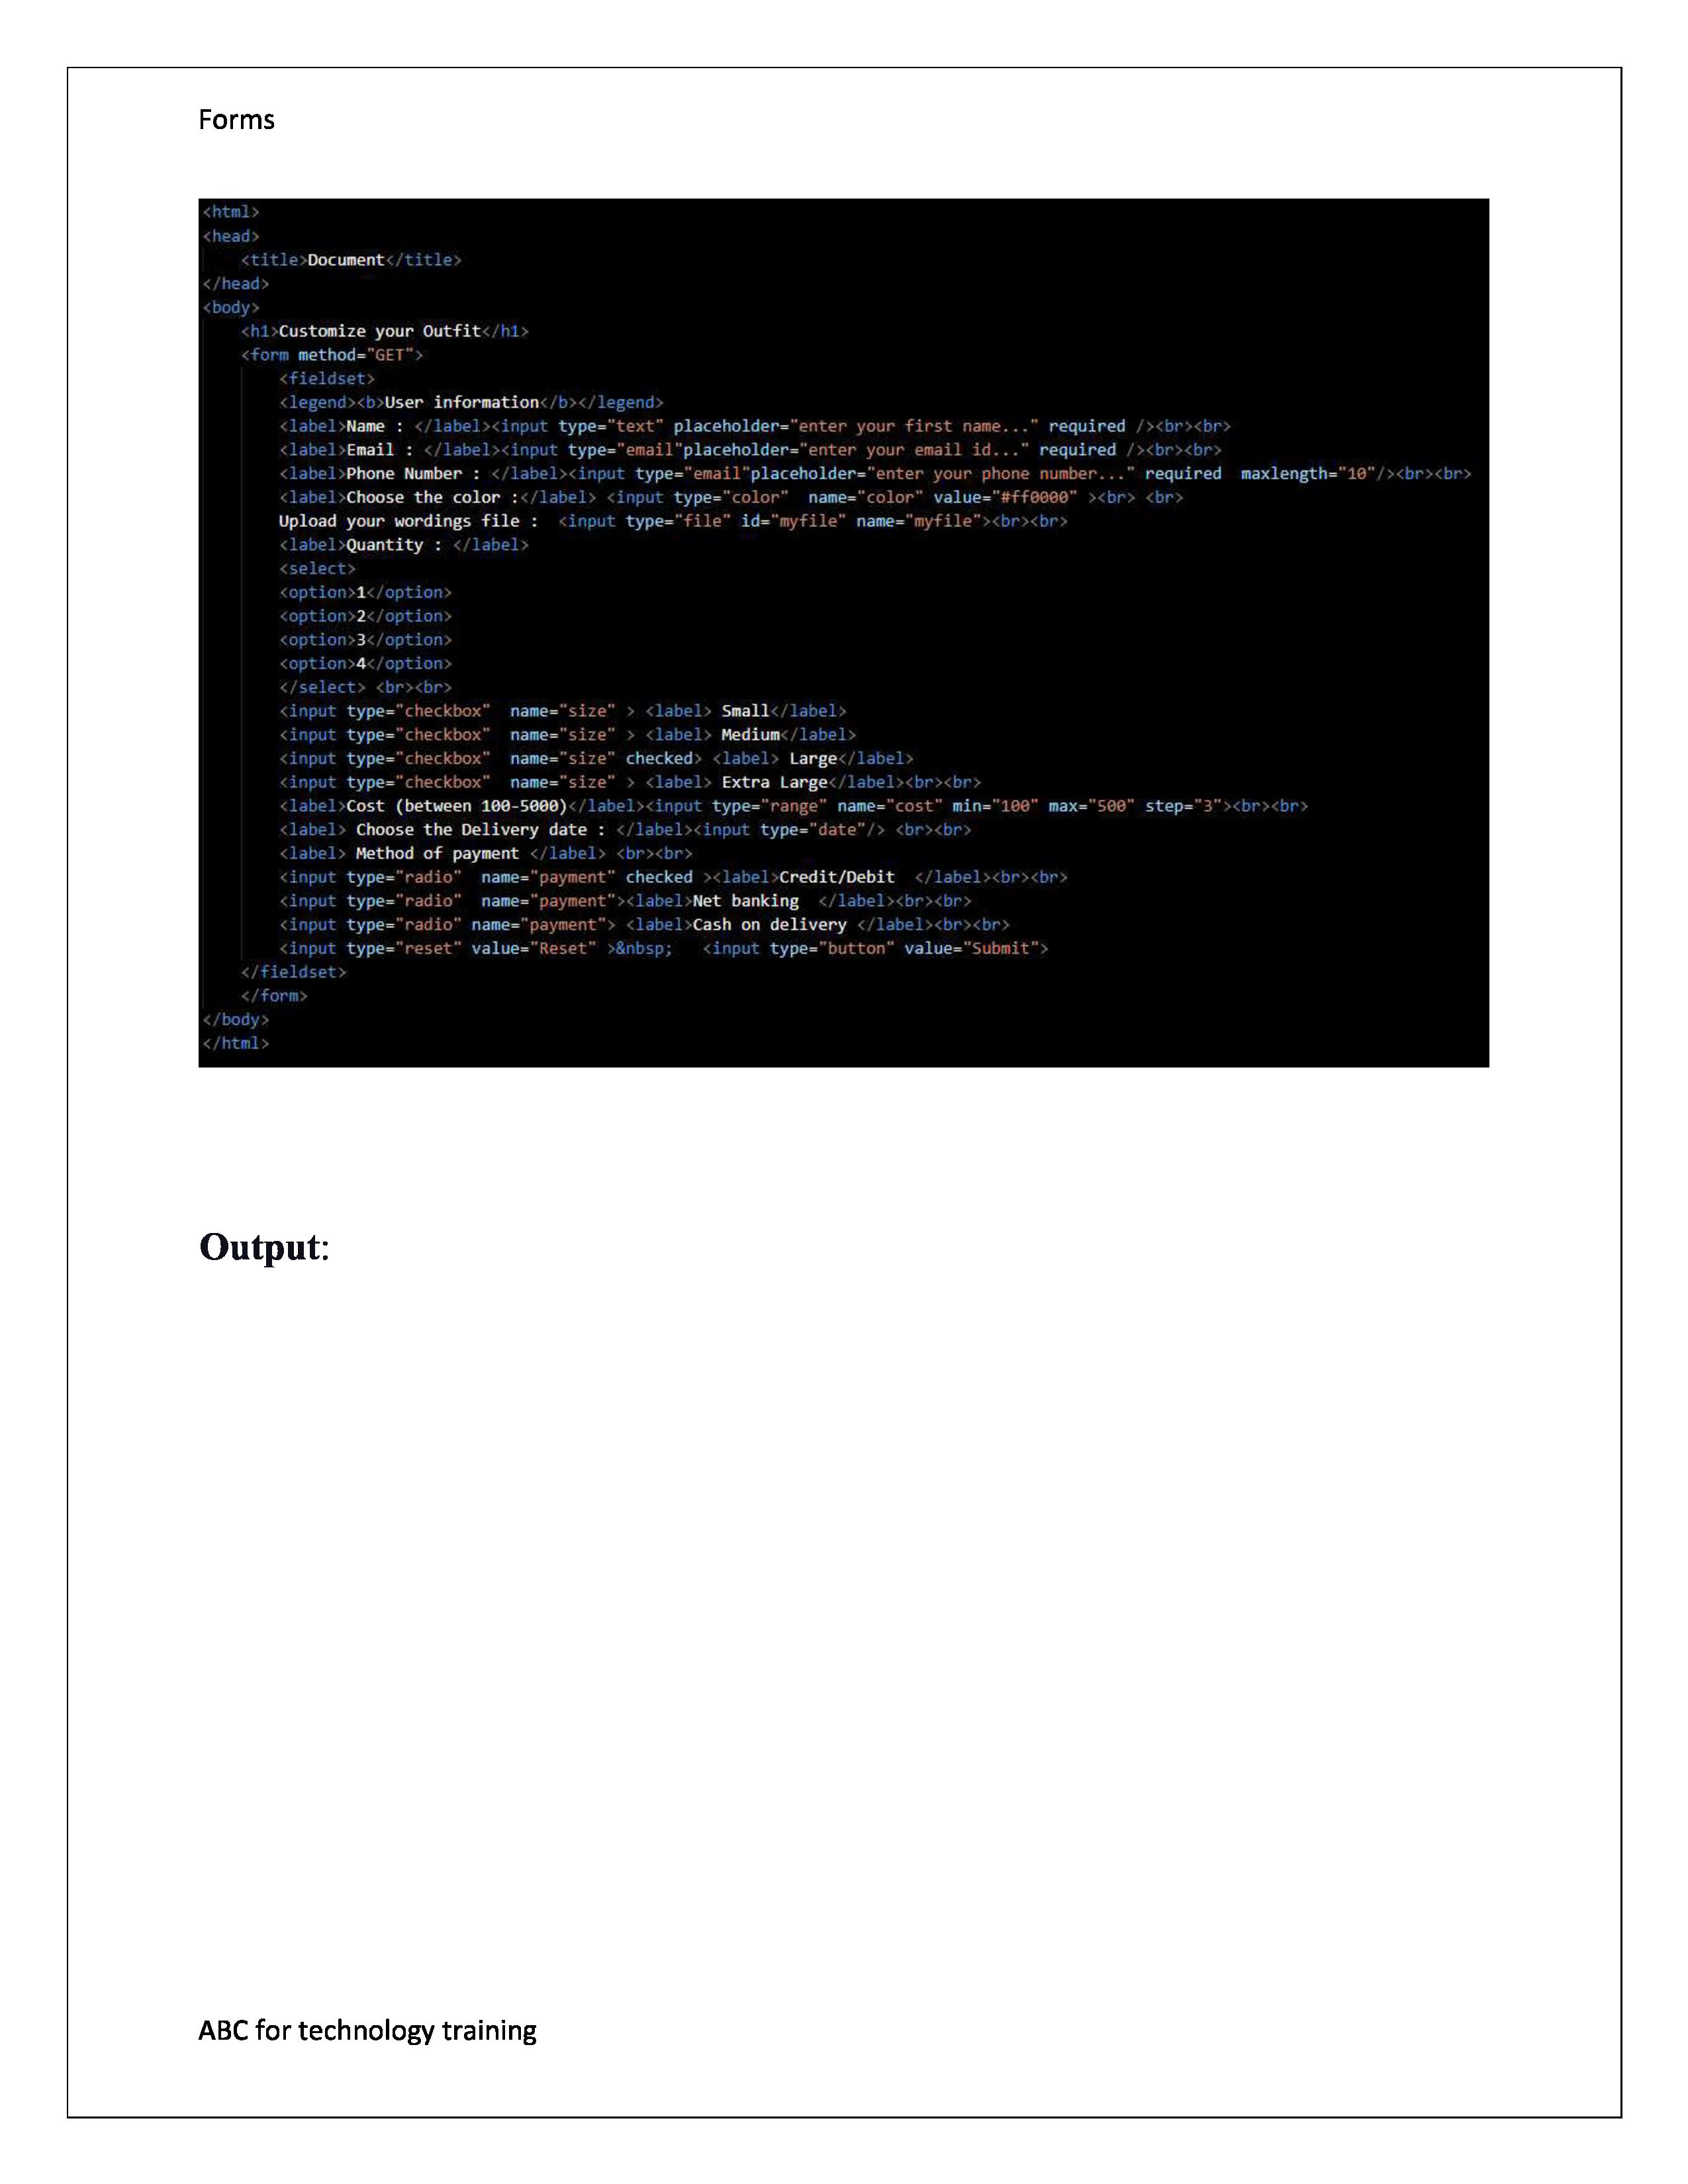 Forms
<html>
<head>
    <title>Document</title>
</head>
<body>
    <h1>Customize your Outfit</h1>
    <form method="GET">
        <fieldset>
        <legend><b>User information</b></legend>
        <label>Name : </label><input type="text" placeholder="enter your first name..." required /><br><br>
        <label>Email : </label><input type="email"placeholder="enter your email id..." required /><br><br>
        <label>Phone Number : </label><input type="email"placeholder="enter your phone number..." required  maxlength="10"/><br><br>
        <label>Choose the color :</label> <input type="color"  name="color" value="#ff0000" ><br> <br>
        Upload your wordings file :  <input type="file" id="myfile" name="myfile"><br><br>
        <label>Quantity : </label>
        <select>
        <option>1</option>
        <option>2</option>
        <option>3</option>
        <option>4</option>
        </select> <br><br>
        <input type="checkbox"  name="size" > <label> Small</label>
        <input type="checkbox"  name="size" > <label> Medium</label>
        <input type="checkbox"  name="size" checked> <label> Large</label>
        <input type="checkbox"  name="size" > <label> Extra Large</label><br><br>
        <label>Cost (between 100-5000)</label><input type="range" name="cost" min="100" max="500" step="3"><br><br>
        <label> Choose the Delivery date : </label><input type="date"/> <br><br>
        <label> Method of payment </label> <br><br>
        <input type="radio"  name="payment" checked ><label>Credit/Debit  </label><br><br>
        <input type="radio"  name="payment"><label>Net banking  </label><br><br>
        <input type="radio" name="payment"> <label>Cash on delivery </label><br><br>
        <input type="reset" value="Reset" >&nbsp;   <input type="button" value="Submit">
    </fieldset>
    </form>
</body>
</html>
Output:
ABC for technology training